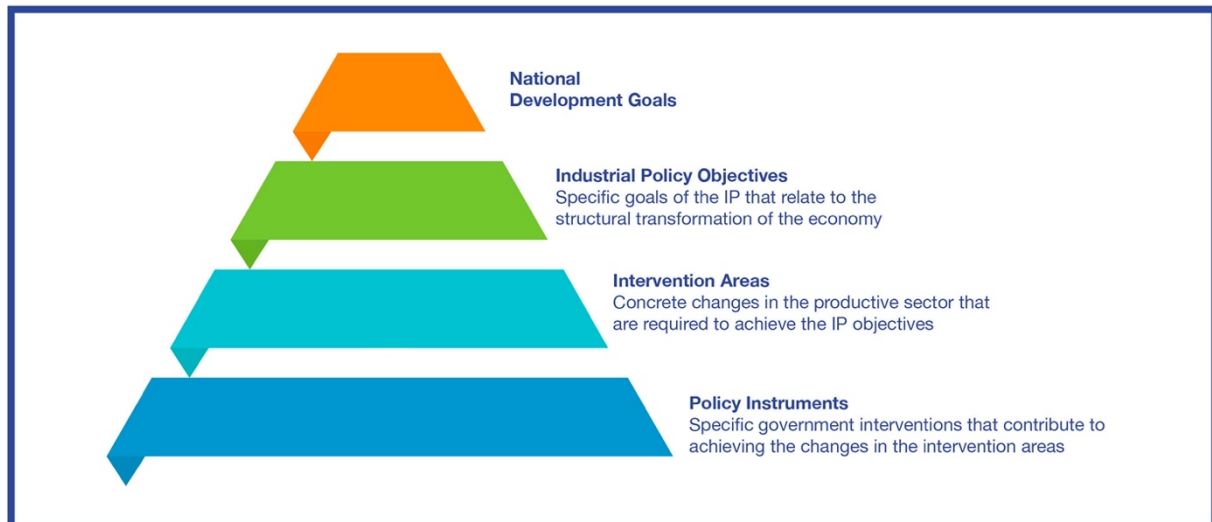 National
Development Goals
Industrial Policy Objectives
Specific goals of the IP that relate to the
structural transformation of the economy
Intervention Areas
Concrete changes in the productive sector that
are required to achieve the IP objectives
Policy Instruments
Specific government interventions that contribute to
achieving the changes in the intervention areas